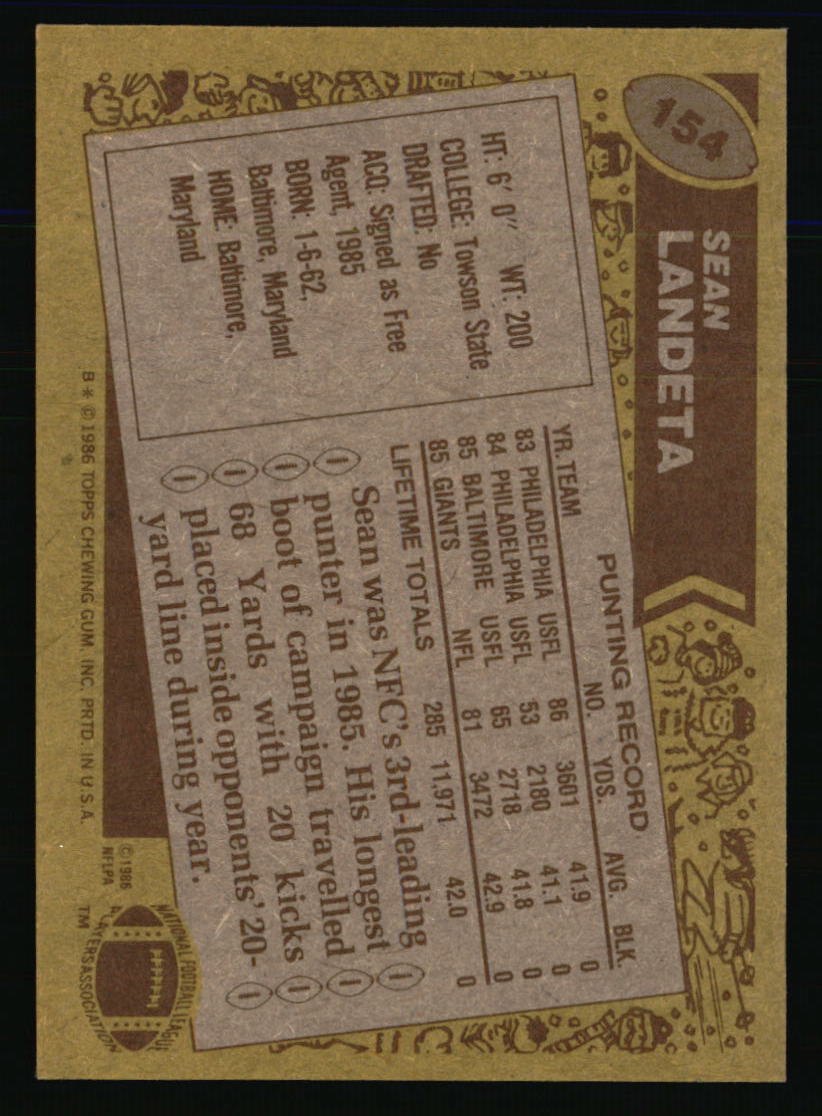 154
SEAN
LANDETA
HT: 6' 0" WT: 200
COLLEGE: Towson State
DRAFTED: No
ACQ: Signed as Free
Agent, 1985
BORN: 1-6-62,
Baltimore, Maryland
HOME: Baltimore,
Maryland
PUNTING RECORD
YR. TEAM NO. YDS. AVG. BLK.
83 PHILADELPHIA USFL 86 3601 41.9 0
84 PHILADELPHIA USFL 53 2180 41.1 0
85 BALTIMORE USFL 65 2718 41.8 0
85 GIANTS NFL 81 3472 42.9 0
LIFETIME TOTALS 285 11,971 42.0 0
Sean was NFC's 3rd-leading
punter in 1985. His longest
boot of campaign travelled
68 Yards with 20 kicks
placed inside opponents' 20-
yard line during year.
B * © 1986 TOPPS CHEWING GUM, INC. PRTD. IN U.S.A.
© 1986
NFLPA
NATIONAL FOOTBALL LEAGUE
PLAYERS ASSOCIATION
TM